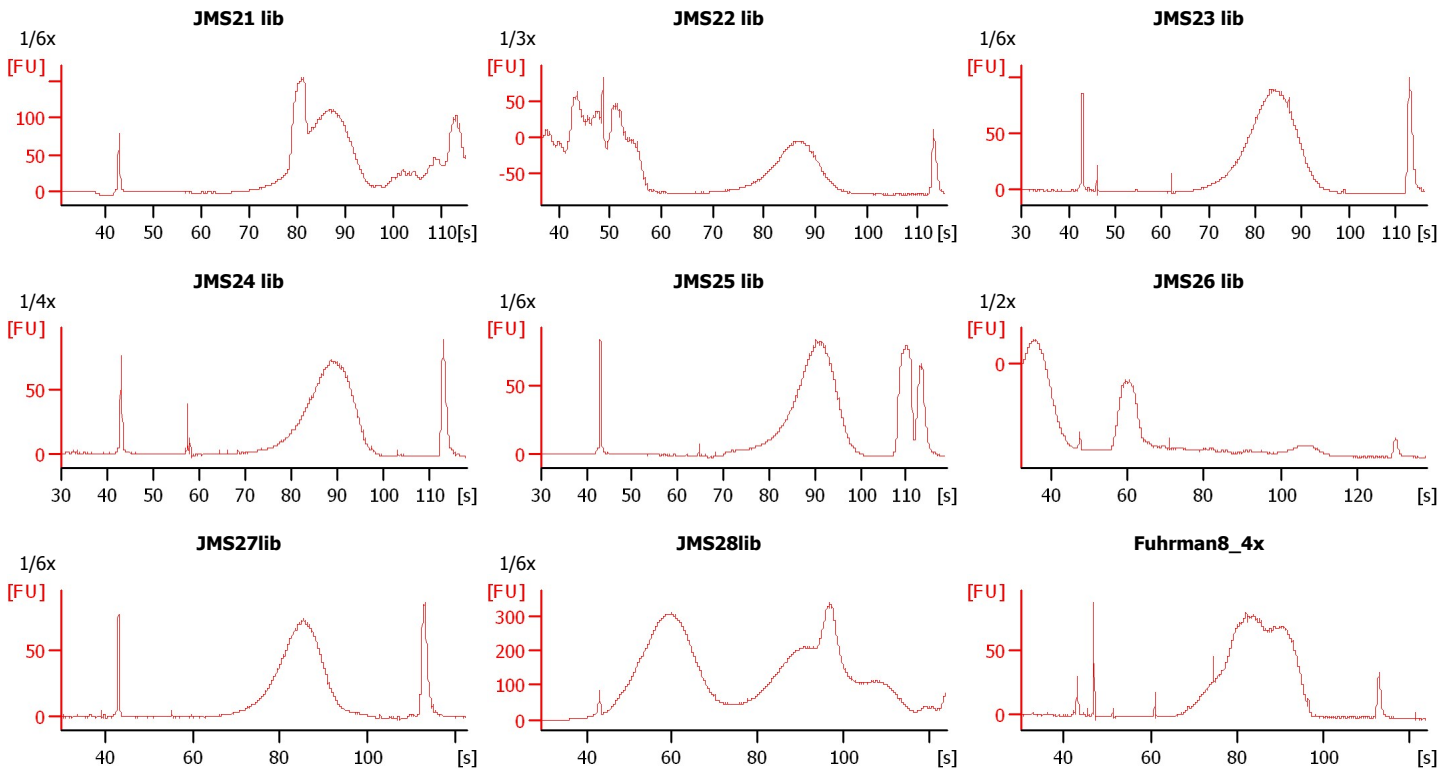 JMS21 lib
1/6x
[FU]
100
50
0
40 50 60 70 80 90 100 110 [s]
JMS22 lib
1/3x
[FU]
50
0
-50
40 50 60 70 80 90 100 110 [s]
JMS23 lib
1/6x
[FU]
50
0
30 40 50 60 70 80 90 100 110 [s]
JMS24 lib
1/4x
[FU]
50
0
30 40 50 60 70 80 90 100 110 [s]
JMS25 lib
1/6x
[FU]
50
0
30 40 50 60 70 80 90 100 110 [s]
JMS26 lib
1/2x
[FU]
0
40 60 80 100 120 [s]
JMS27lib
1/6x
[FU]
50
0
40 60 80 100 [s]
JMS28lib
1/6x
[FU]
300
200
100
0
40 60 80 100 [s]
Fuhrman8_4x
[FU]
50
0
40 60 80 100 [s]